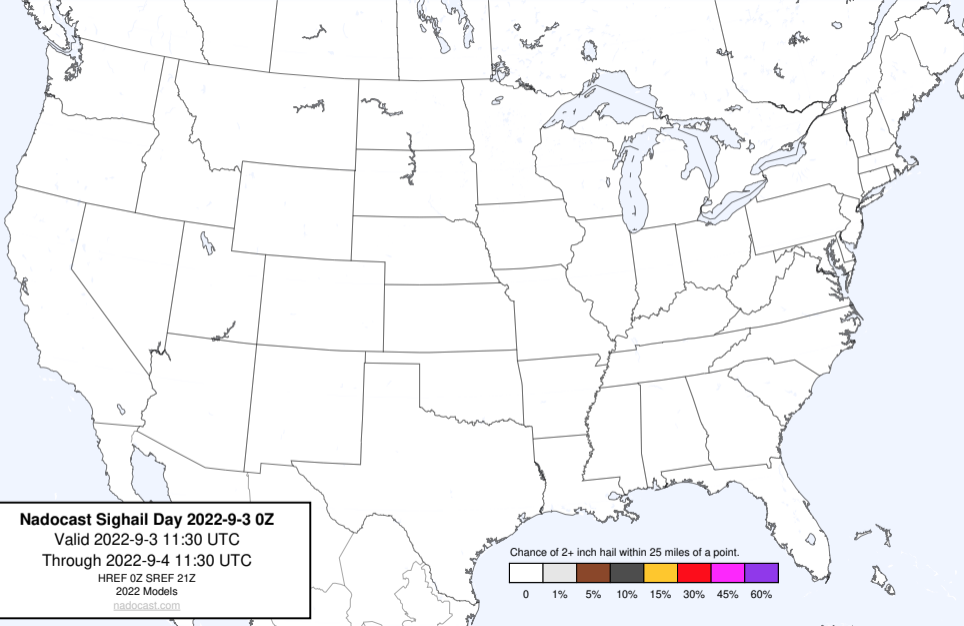 Nadocast Sighail Day 2022-9-3 0Z
Valid 2022-9-3 11:30 UTC
Through 2022-9-4 11:30 UTC
HREF 0Z SREF 21Z
2022 Models
nadocast.com
Chance of 2+ inch hail within 25 miles of a point.
0 1% 5% 10% 15% 30% 45% 60%